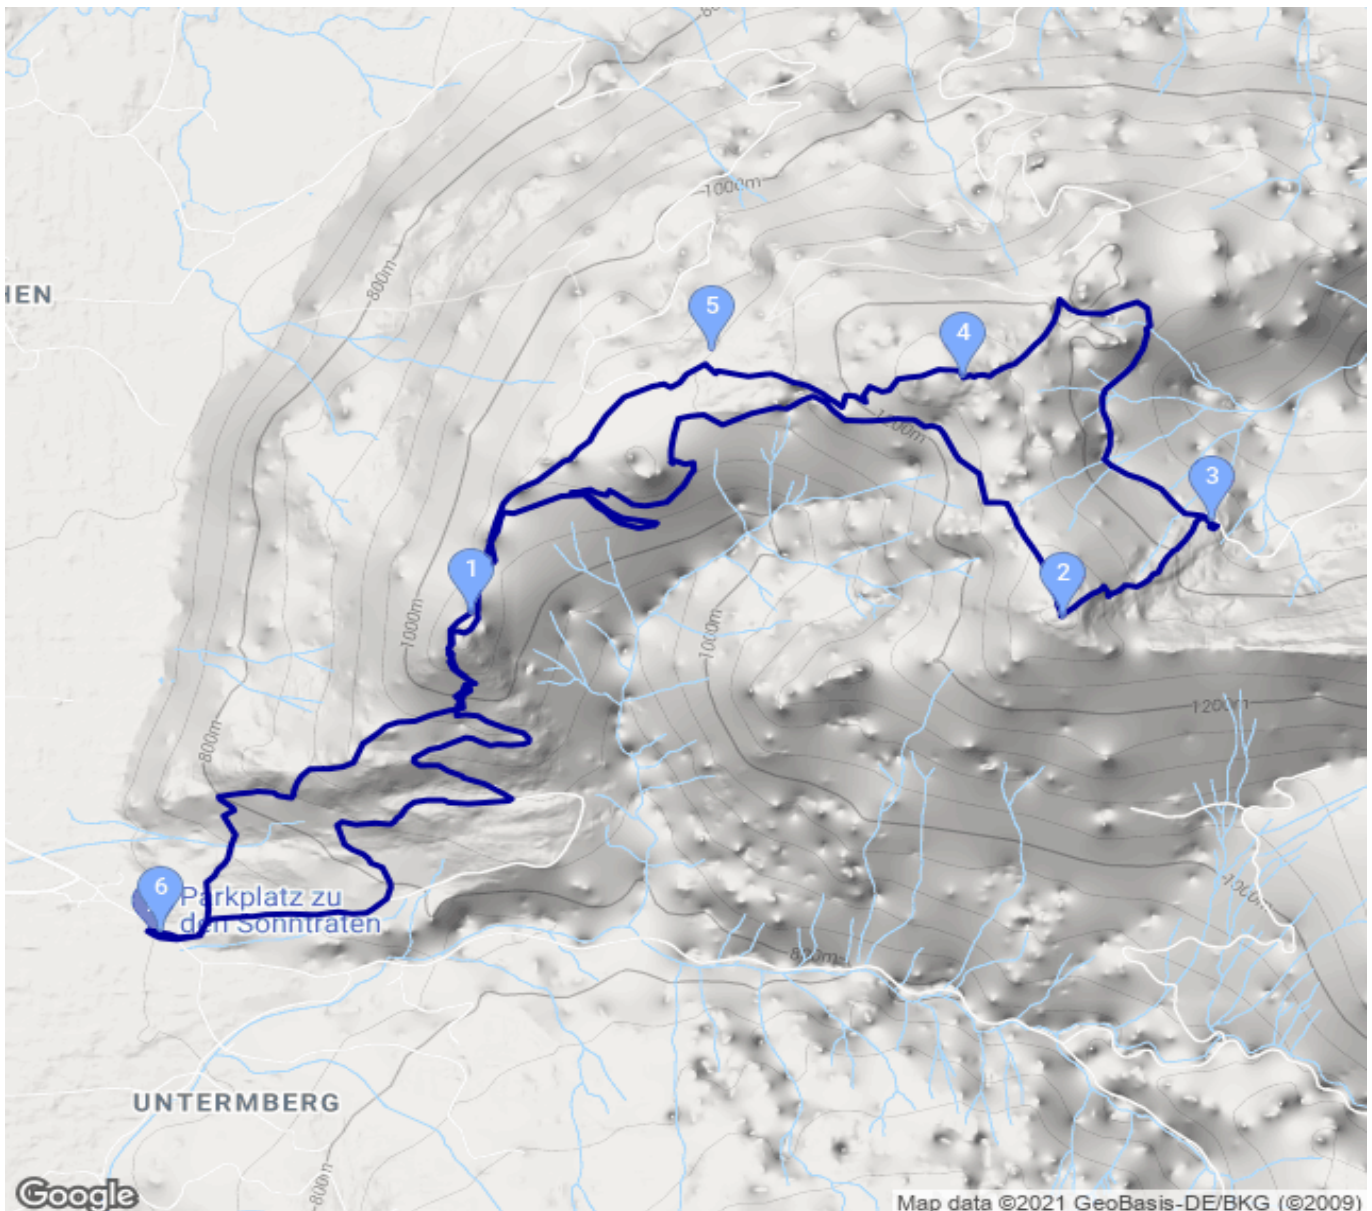 800m
1000m
HEN
5
4
1200m
3
1
2
1000m
1000m
1200m
800m
1000m
6
Parkplatz zu
den Sonntraten
800m
UNTERMBERG
800m
Google
Map data ©2021 GeoBasis-DE/BKG (©2009)